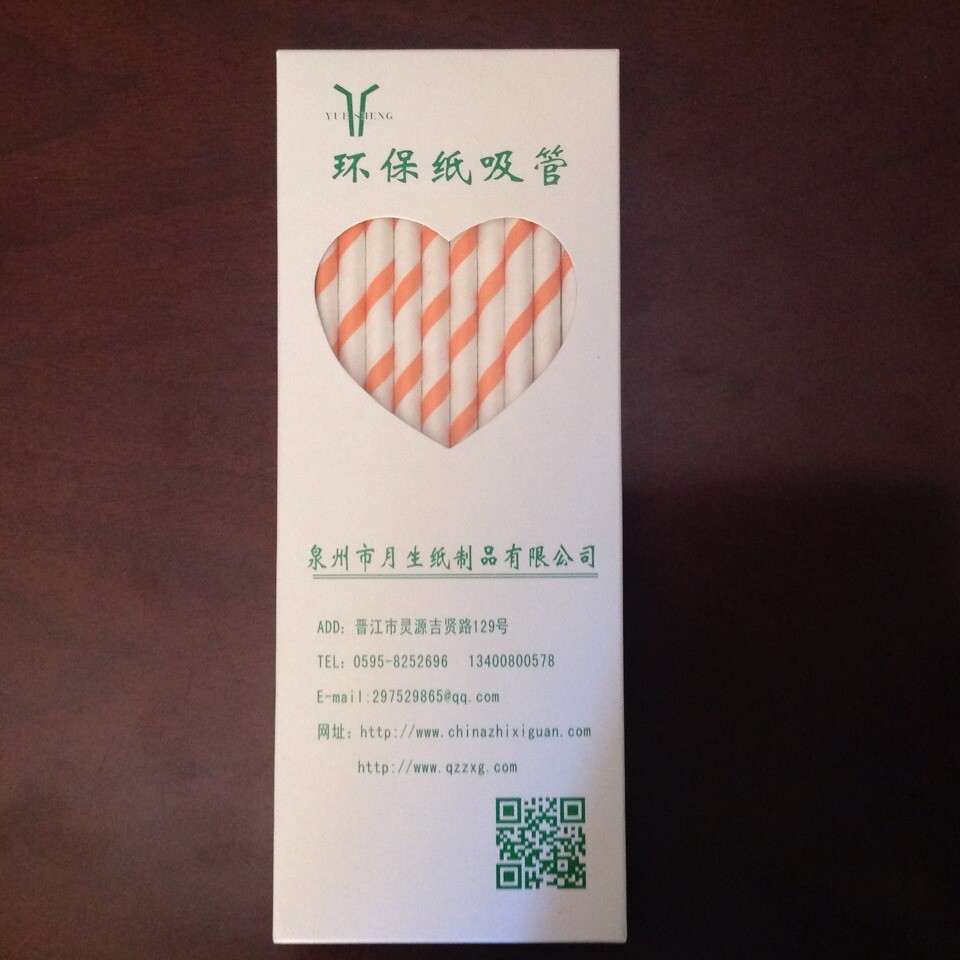 YUE SHENG
环保纸吸管
泉州市月生纸制品有限公司
ADD: 晋江市灵源吉贤路129号
TEL: 0595-8252696 13400800578
E-mail:297529865@qq.com
网址: http://www.chinazhixiguan.com
http://www.qzzxg.com